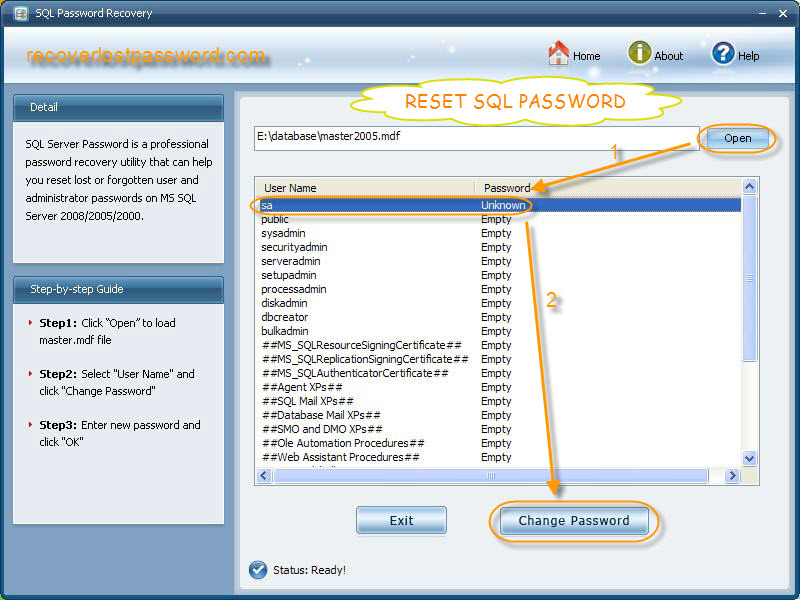 SQL Password Recovery
recoverlostpassword.com
Home
About
Help
Detail
SQL Server Password is a professional
password recovery utility that can help
you reset lost or forgotten user and
administrator passwords on MS SQL
Server 2008/2005/2000.
Step-by-step Guide
Step1: Click “Open” to load
master.mdf file
Step2: Select "User Name" and
click "Change Password"
Step3: Enter new password and
click "OK"
RESET SQL PASSWORD
E:\database\master2005.mdf
Open
1
User Name Password
sa Unknown
public Empty
sysadmin Empty
securityadmin Empty
serveradmin Empty
setupadmin Empty
processadmin Empty
diskadmin Empty
dbcreator Empty
bulkadmin Empty
##MS_SQLResourceSigningCertificate## Empty
##MS_SQLReplicationSigningCertificate## Empty
##MS_SQLAuthenticatorCertificate## Empty
##Agent XPs## Empty
##SQL Mail XPs## Empty
##Database Mail XPs## Empty
##SMO and DMO XPs## Empty
##Ole Automation Procedures## Empty
##Web Assistant Procedures## Empty
2
Exit
Change Password
Status: Ready!